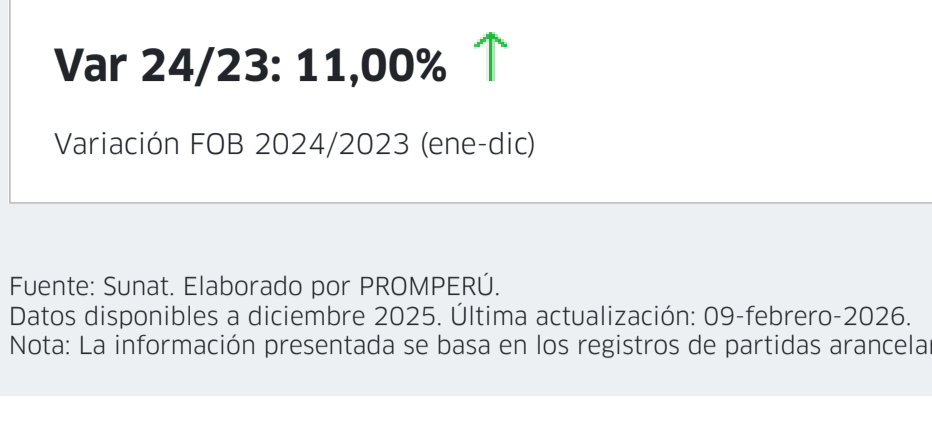 Var 24/23: 11,00%
Variación FOB 2024/2023 (ene-dic)
Fuente: Sunat. Elaborado por PROMPERÚ.
Datos disponibles a diciembre 2025. Última actualización: 09-febrero-2026.
Nota: La información presentada se basa en los registros de partidas